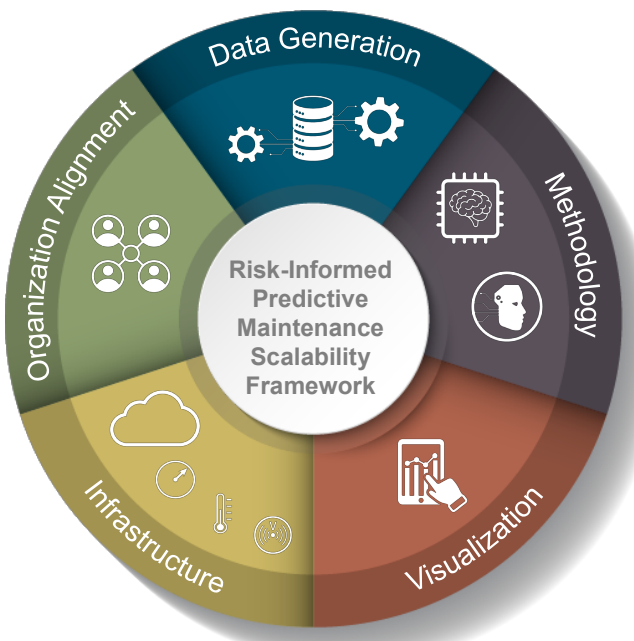 Data Generation
Methodology
Visualization
Infrastructure
Organization Alignment
Risk-Informed
Predictive
Maintenance
Scalability
Framework
V